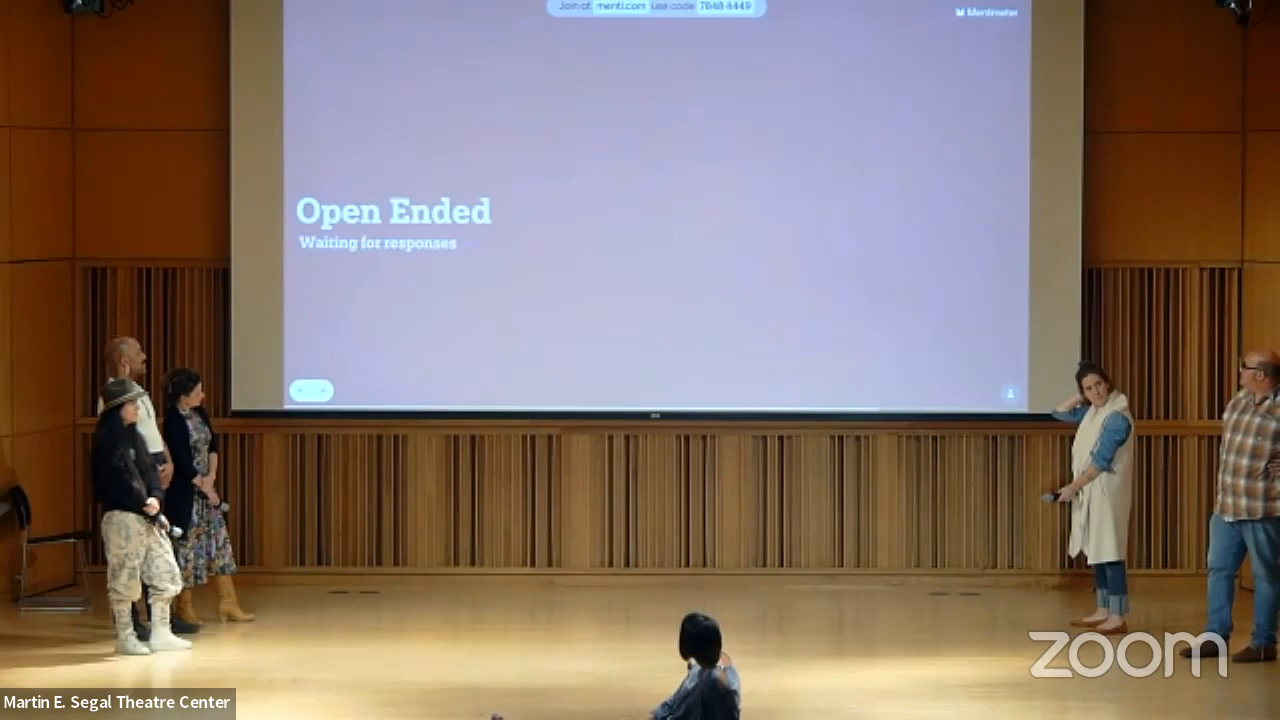 Join at menti.com use code 7848 4449
Mentimeter
Open Ended
Waiting for responses
zoom
Martin E. Segal Theatre Center